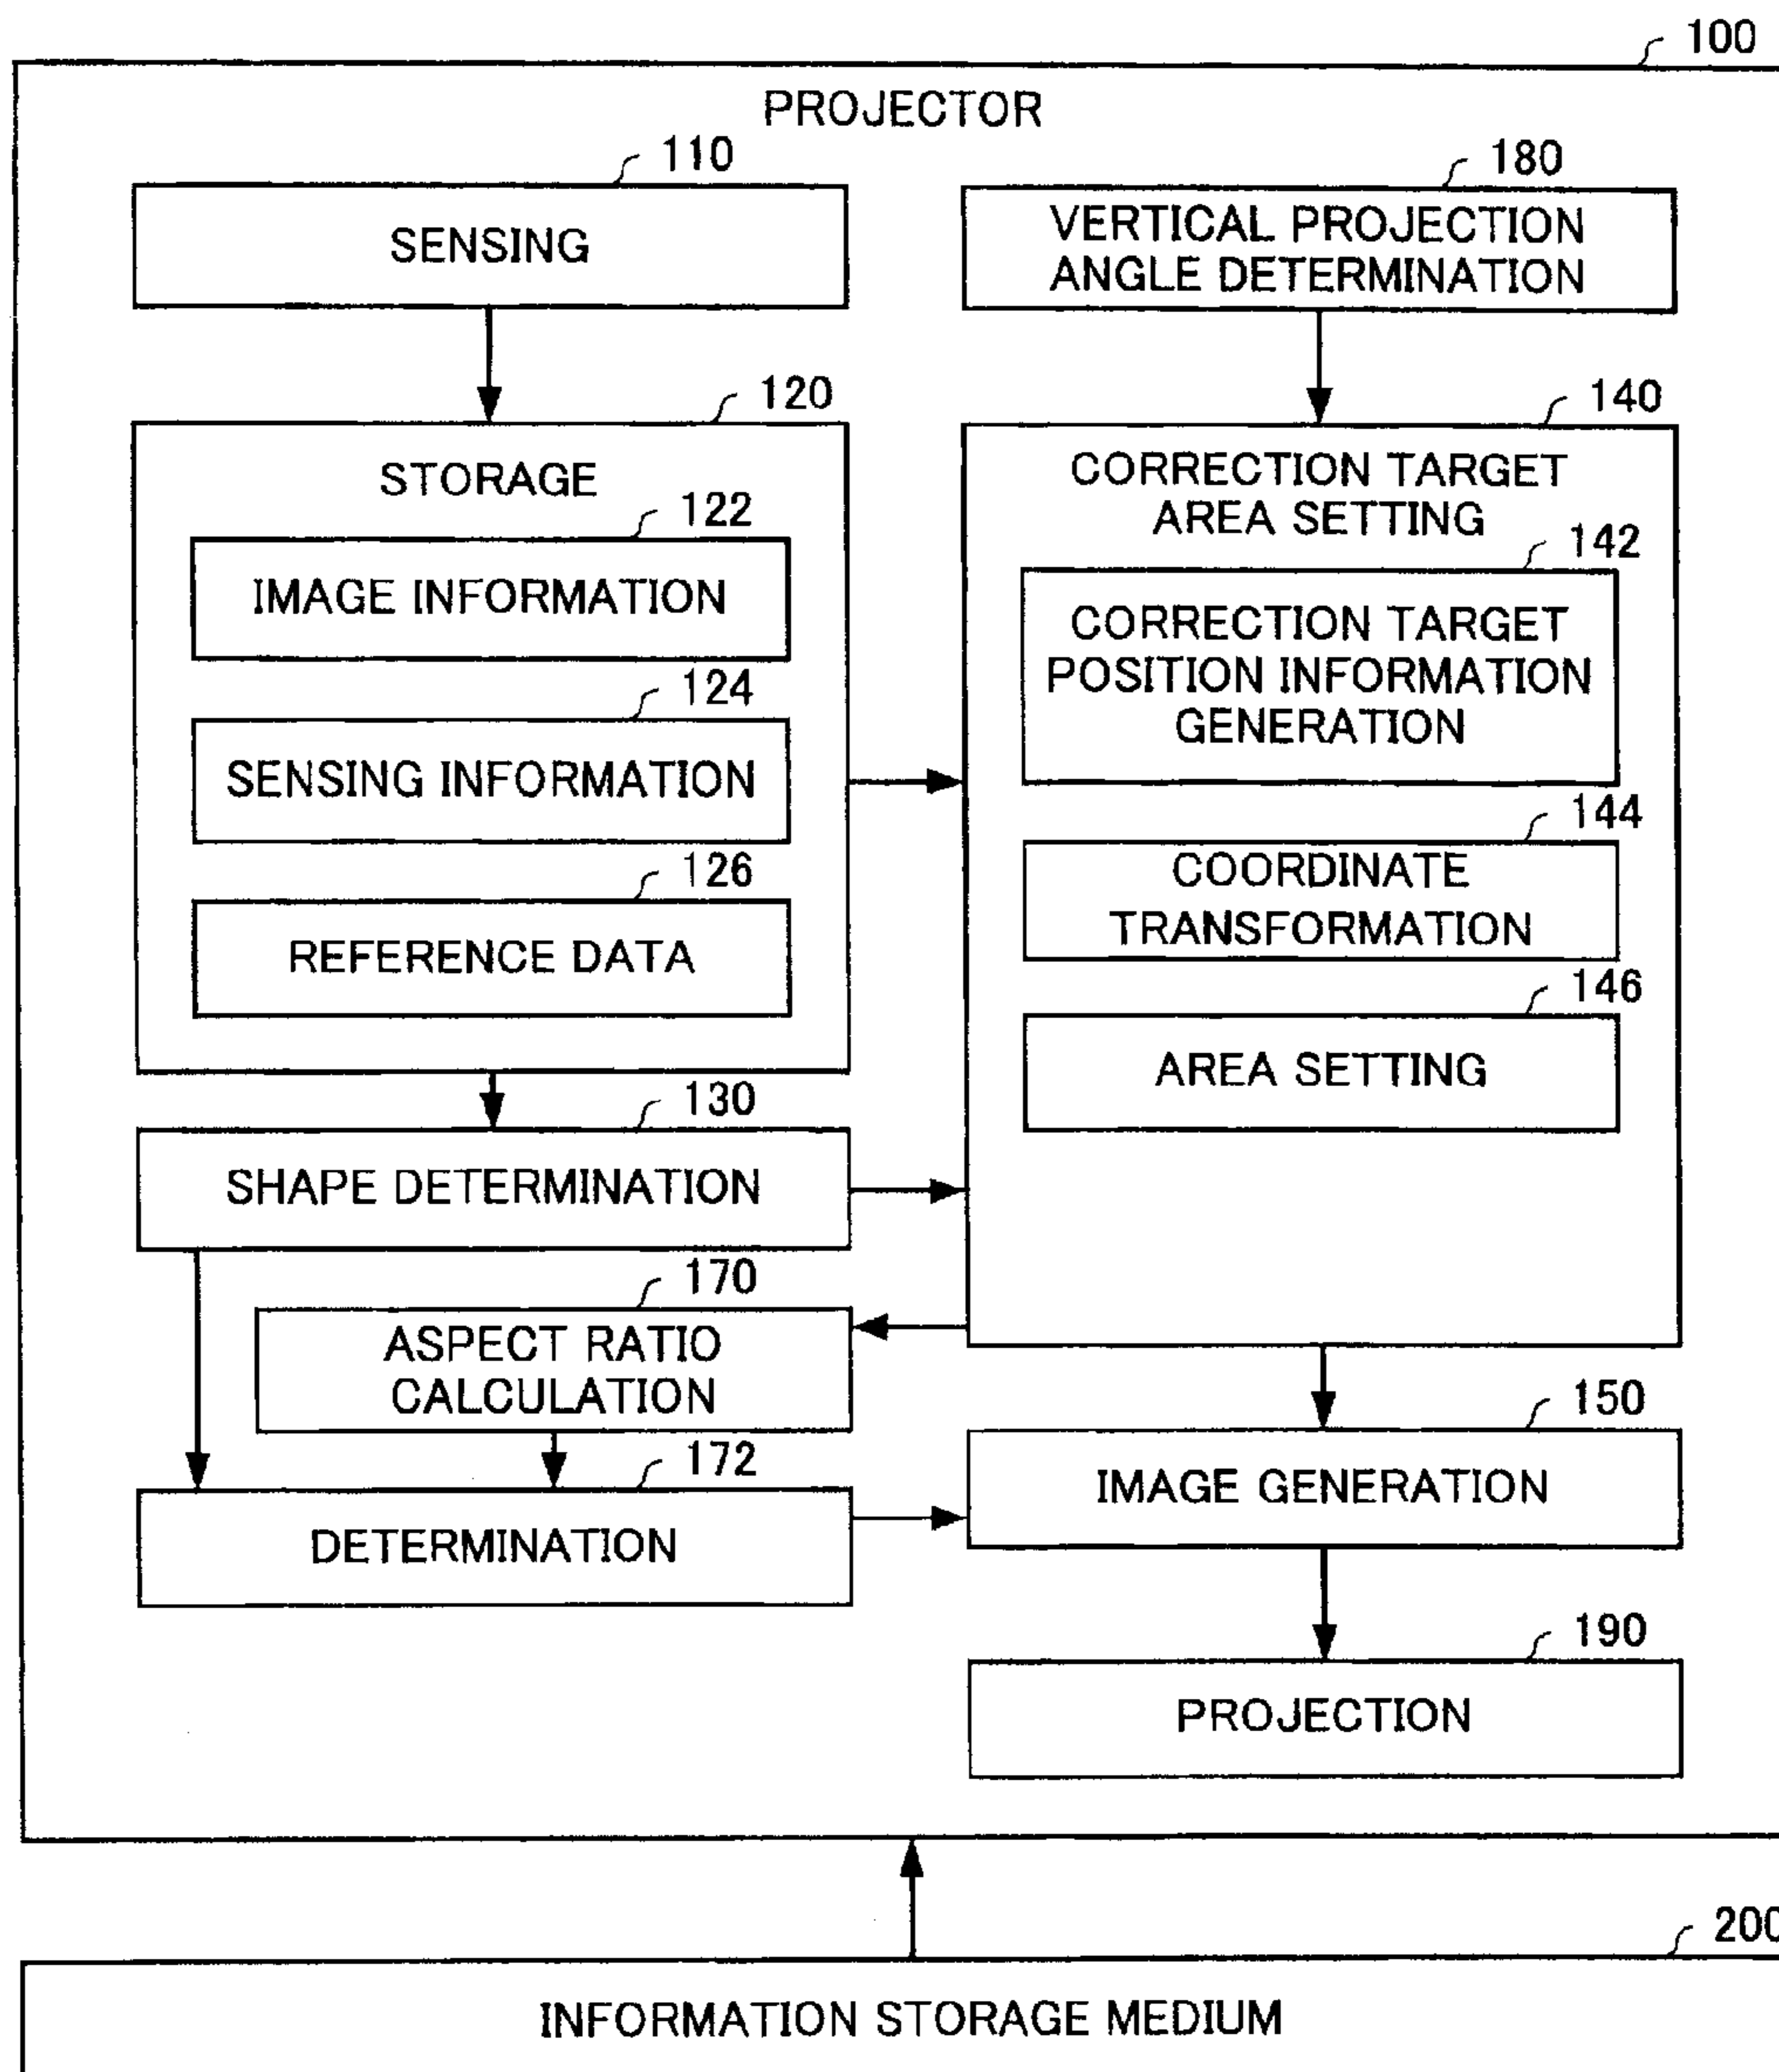 100
PROJECTOR
110
SENSING
180
VERTICAL PROJECTION
ANGLE DETERMINATION
120
STORAGE
122
IMAGE INFORMATION
124
SENSING INFORMATION
126
REFERENCE DATA
140
CORRECTION TARGET
AREA SETTING
142
CORRECTION TARGET
POSITION INFORMATION
GENERATION
144
COORDINATE
TRANSFORMATION
146
AREA SETTING
130
SHAPE DETERMINATION
170
ASPECT RATIO
CALCULATION
172
DETERMINATION
150
IMAGE GENERATION
190
PROJECTION
200
INFORMATION STORAGE MEDIUM